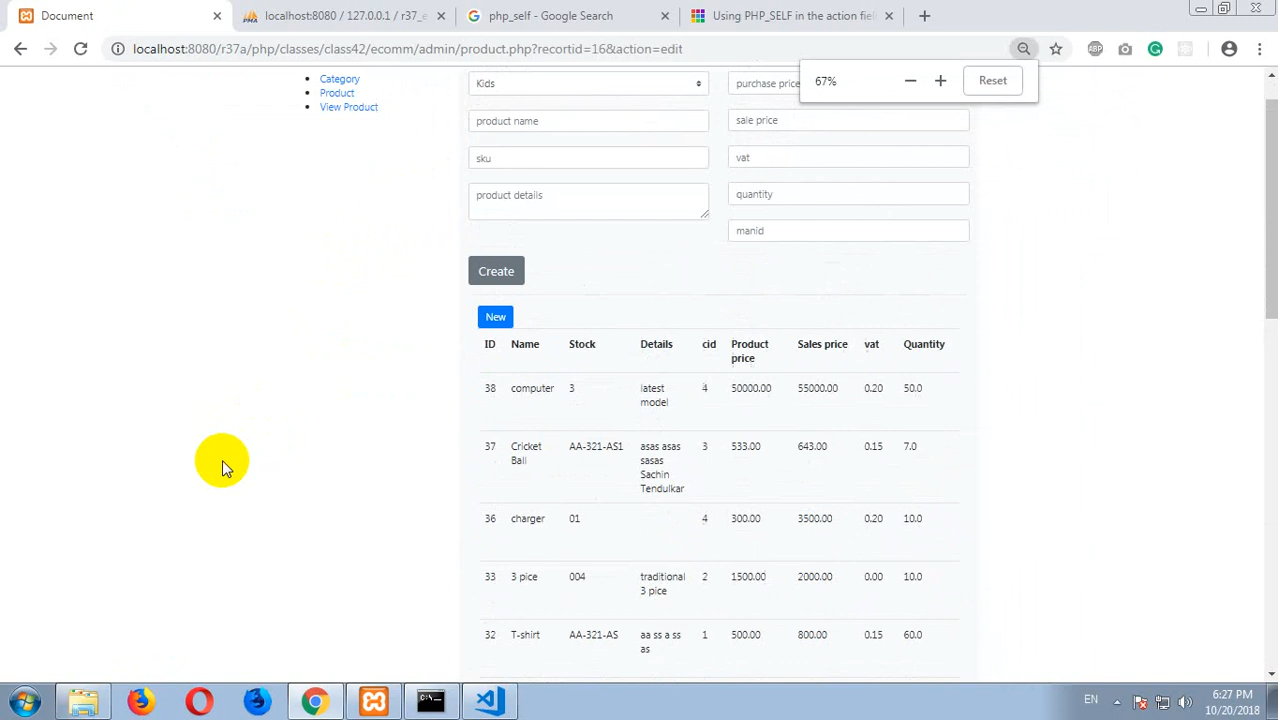 Document
localhost:8080 / 127.0.0.1 / r37_e
php_self - Google Search
Using PHP_SELF in the action fiel
localhost:8080/r37a/php/classes/class42/ecomm/admin/product.php?recortid=16&action=edit
ABP
67%
Reset
Category
Product
View Product
Kids
purchase price
product name
sale price
sku
vat
product details
quantity
manid
Create
New
ID Name Stock Details cid Product price Sales price vat Quantity
38 computer 3 latest model 4 50000.00 55000.00 0.20 50.0
37 Cricket Ball AA-321-AS1 asas asas sasas Sachin Tendulkar 3 533.00 643.00 0.15 7.0
36 charger 01 4 300.00 3500.00 0.20 10.0
33 3 pice 004 traditional 3 pice 2 1500.00 2000.00 0.00 10.0
32 T-shirt AA-321-AS aa ss a ss as 1 500.00 800.00 0.15 60.0
EN
6:27 PM
10/20/2018